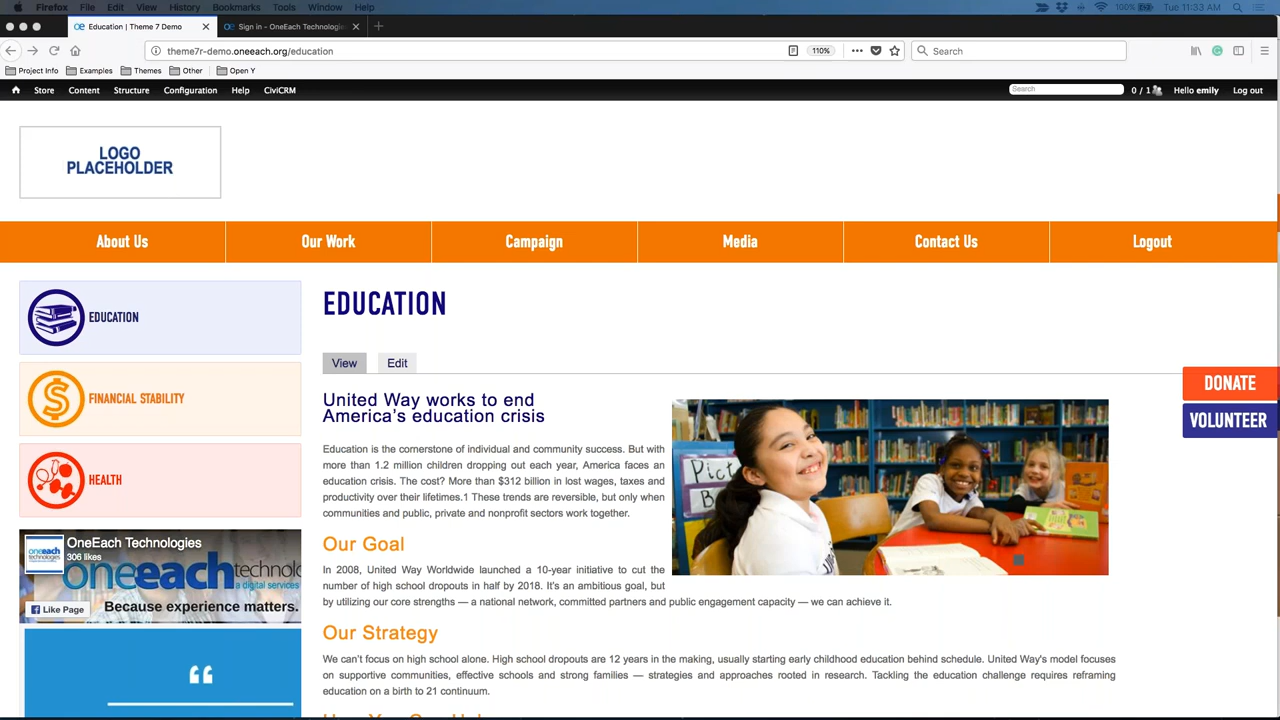 Firefox File Edit View History Bookmarks Tools Window Help 100% Tue 11:33 AM
Education | Theme 7 Demo Sign in - OneEach Technologie
theme7r-demo.oneeach.org/education 110% Search
Project Info Examples Themes Other Open Y
Store Content Structure Configuration Help CiviCRM Search 0 / 1 Hello emily Log out
LOGO
PLACEHOLDER
About Us Our Work Campaign Media Contact Us Logout
EDUCATION
FINANCIAL STABILITY
HEALTH
OneEach Technologies
306 likes
oneeach
technologies
oneeachtechnolo
a digital services
Like Page
Because experience matters.
“
EDUCATION
View Edit
United Way works to end
America’s education crisis
Education is the cornerstone of individual and community success. But with
more than 1.2 million children dropping out each year, America faces an
education crisis. The cost? More than $312 billion in lost wages, taxes and
productivity over their lifetimes.1 These trends are reversible, but only when
communities and public, private and nonprofit sectors work together.
Pict
B
Our Goal
In 2008, United Way Worldwide launched a 10-year initiative to cut the
number of high school dropouts in half by 2018. It’s an ambitious goal, but
by utilizing our core strengths — a national network, committed partners and public engagement capacity — we can achieve it.
Our Strategy
We can’t focus on high school alone. High school dropouts are 12 years in the making, usually starting early childhood education behind schedule. United Way's model focuses
on supportive communities, effective schools and strong families — strategies and approaches rooted in research. Tackling the education challenge requires reframing
education on a birth to 21 continuum.
DONATE
VOLUNTEER